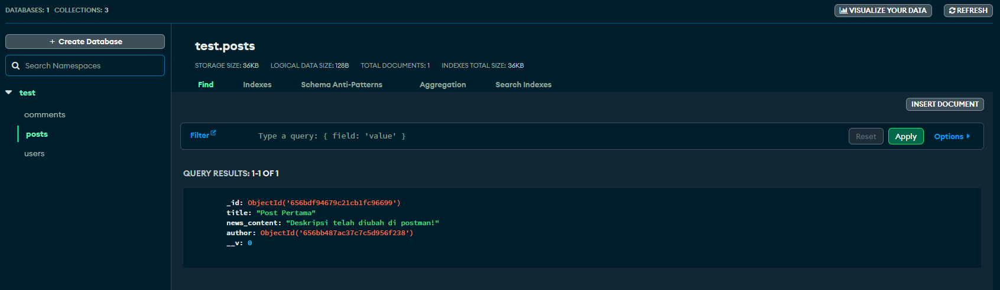 DATABASES: 1 COLLECTIONS: 3
VISUALIZE YOUR DATA
REFRESH
+ Create Database
Search Namespaces
test
comments
posts
users
test.posts
STORAGE SIZE: 36KB LOGICAL DATA SIZE: 128B TOTAL DOCUMENTS: 1 INDEXES TOTAL SIZE: 36KB
Find Indexes Schema Anti-Patterns Aggregation Search Indexes
INSERT DOCUMENT
Filter Type a query: { field: 'value' } Reset Apply Options
QUERY RESULTS: 1-1 OF 1
_id: ObjectId('656bdf94679c21cb1fc96699')
title: "Post Pertama"
news_content: "Deskripsi telah diubah di postman!"
author: ObjectId('656bb487ac37c7c5d956f238')
__v: 0